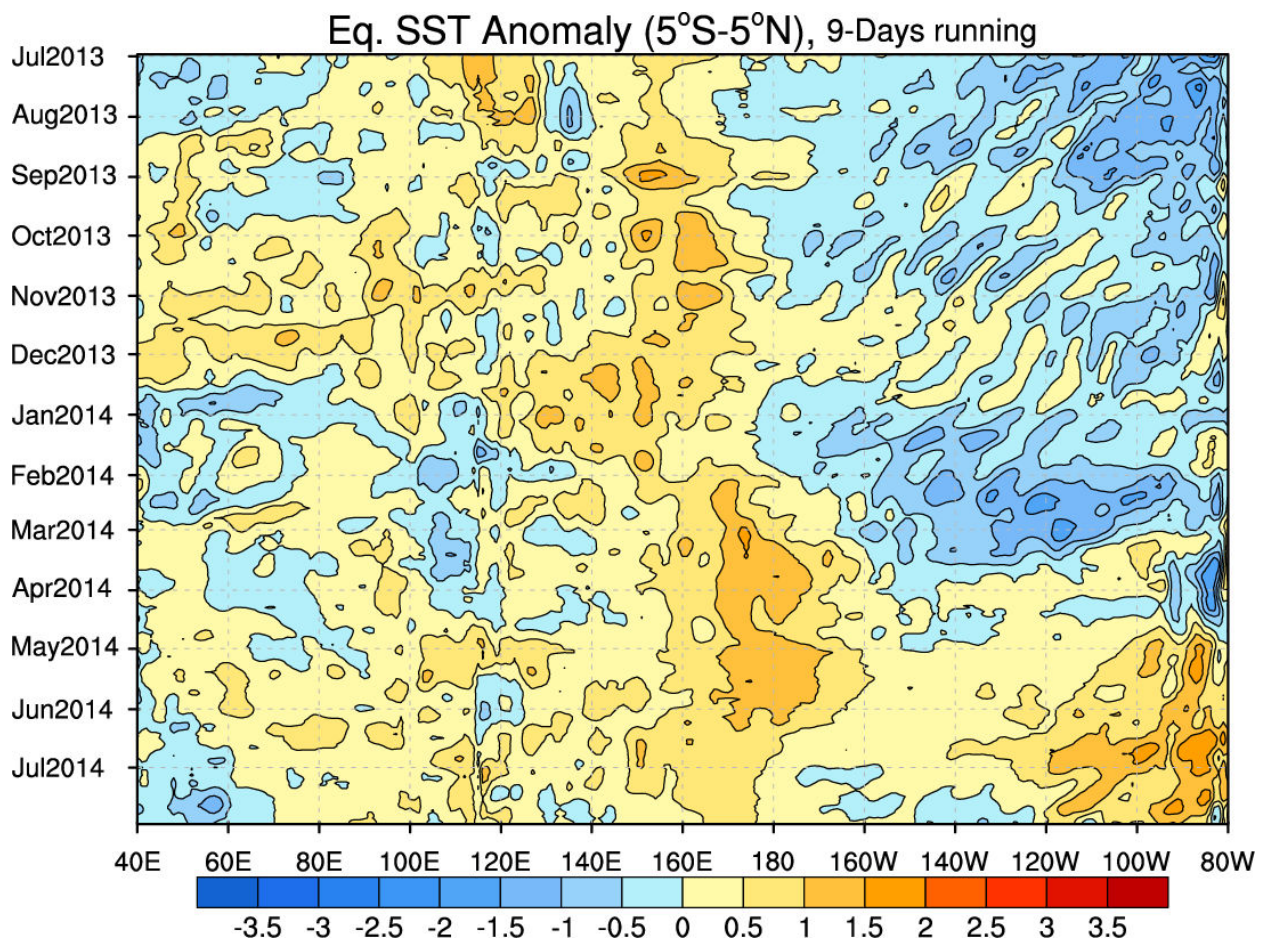 Eq. SST Anomaly (5°S-5°N), 9-Days running
Jul2013
Aug2013
Sep2013
Oct2013
Nov2013
Dec2013
Jan2014
Feb2014
Mar2014
Apr2014
May2014
Jun2014
Jul2014
40E 60E 80E 100E 120E 140E 160E 180 160W 140W 120W 100W 80W
-3.5 -3 -2.5 -2 -1.5 -1 -0.5 0 0.5 1 1.5 2 2.5 3 3.5